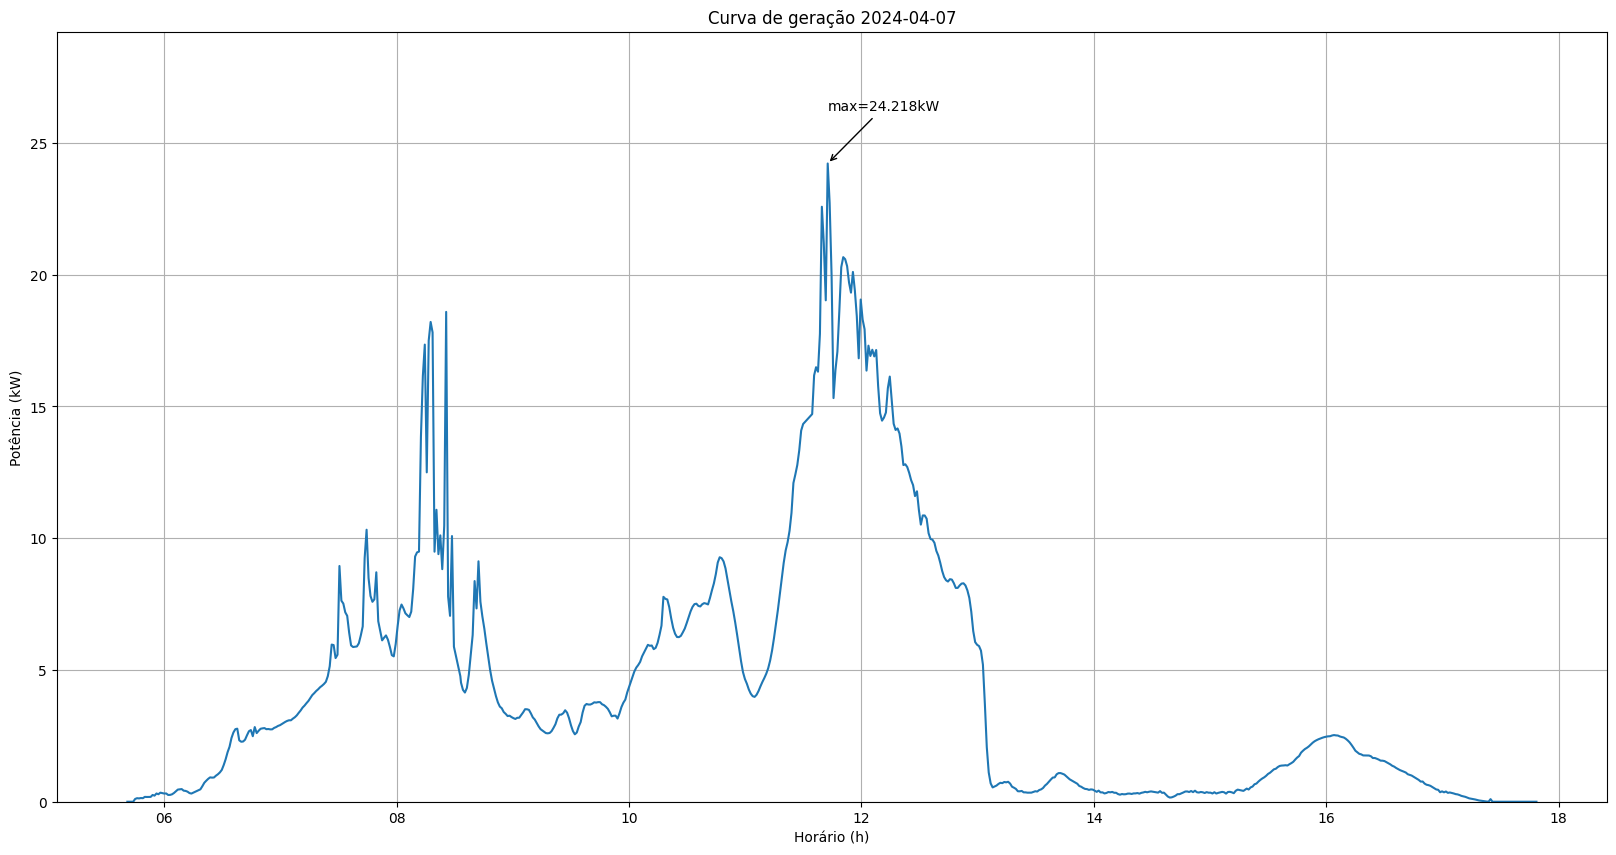 Curva de geração 2024-04-07
max=24.218kW
25
20
15
10
5
0
Potência (kW)
06 08 10 12 14 16 18
Horário (h)